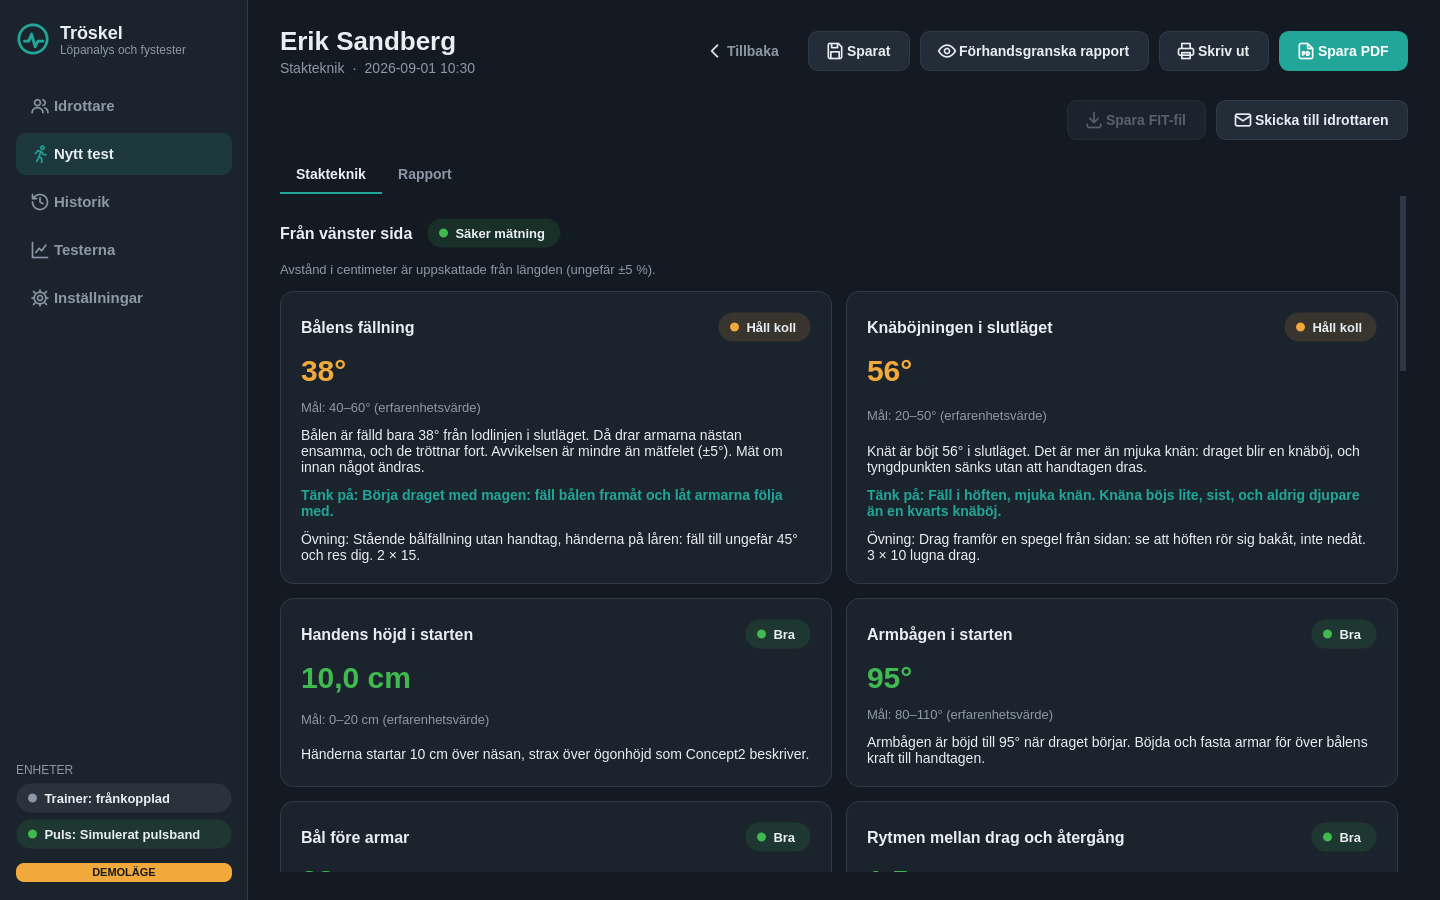 Tröskel
Löpanalys och fystester
Idrottare
Nytt test
Historik
Testerna
Inställningar
ENHETER
Trainer: frånkopplad
Puls: Simulerat pulsband
DEMOLÄGE
Erik Sandberg
Stakteknik · 2026-09-01 10:30
Tillbaka
Sparat
Förhandsgranska rapport
Skriv ut
Spara PDF
Spara FIT-fil
Skicka till idrottaren
Stakteknik
Rapport
Från vänster sida
Säker mätning
Avstånd i centimeter är uppskattade från längden (ungefär ±5 %).
Bålens fällning
Håll koll
38°
Mål: 40–60° (erfarenhetsvärde)
Bålen är fälld bara 38° från lodlinjen i slutläget. Då drar armarna nästan
ensamma, och de tröttnar fort. Avvikelsen är mindre än mätfelet (±5°). Mät om
innan något ändras.
Tänk på: Börja draget med magen: fäll bålen framåt och låt armarna följa
med.
Övning: Stående bålfällning utan handtag, händerna på låren: fäll till ungefär 45°
och res dig. 2 × 15.
Knäböjningen i slutläget
Håll koll
56°
Mål: 20–50° (erfarenhetsvärde)
Knät är böjt 56° i slutläget. Det är mer än mjuka knän: draget blir en knäböj, och
tyngdpunkten sänks utan att handtagen dras.
Tänk på: Fäll i höften, mjuka knän. Knäna böjs lite, sist, och aldrig djupare
än en kvarts knäböj.
Övning: Drag framför en spegel från sidan: se att höften rör sig bakåt, inte nedåt.
3 × 10 lugna drag.
Handens höjd i starten
Bra
10,0 cm
Mål: 0–20 cm (erfarenhetsvärde)
Händerna startar 10 cm över näsan, strax över ögonhöjd som Concept2 beskriver.
Armbågen i starten
Bra
95°
Mål: 80–110° (erfarenhetsvärde)
Armbågen är böjd till 95° när draget börjar. Böjda och fasta armar för över bålens
kraft till handtagen.
Bål före armar
Bra
Rytmen mellan drag och återgång
Bra